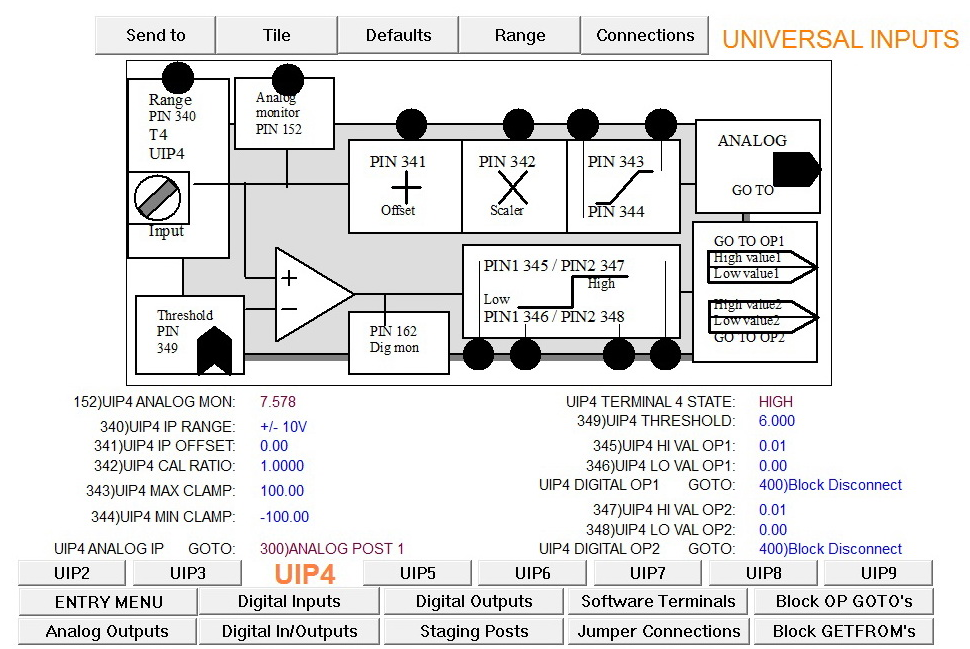 Send to
Tile
Defaults
Range
Connections
UNIVERSAL INPUTS
Range
PIN 340
T4
UIP4
Input
Analog
monitor
PIN 152
PIN 341
Offset
PIN 342
Scaler
PIN 343
PIN 344
ANALOG
GO TO
+
−
PIN1 345 / PIN2 347
High
Low
PIN1 346 / PIN2 348
GO TO OP1
High value1
Low value1
High value2
Low value2
GO TO OP2
Threshold
PIN
349
PIN 162
Dig mon
152)UIP4 ANALOG MON: 7.578
340)UIP4 IP RANGE: +/- 10V
341)UIP4 IP OFFSET: 0.00
342)UIP4 CAL RATIO: 1.0000
343)UIP4 MAX CLAMP: 100.00
344)UIP4 MIN CLAMP: -100.00
UIP4 ANALOG IP GOTO: 300)ANALOG POST 1
UIP4 TERMINAL 4 STATE: HIGH
349)UIP4 THRESHOLD: 6.000
345)UIP4 HI VAL OP1: 0.01
346)UIP4 LO VAL OP1: 0.00
UIP4 DIGITAL OP1 GOTO: 400)Block Disconnect
347)UIP4 HI VAL OP2: 0.01
348)UIP4 LO VAL OP2: 0.00
UIP4 DIGITAL OP2 GOTO: 400)Block Disconnect
UIP2
UIP3
UIP4
UIP5
UIP6
UIP7
UIP8
UIP9
ENTRY MENU
Digital Inputs
Digital Outputs
Software Terminals
Block OP GOTO's
Analog Outputs
Digital In/Outputs
Staging Posts
Jumper Connections
Block GETFROM's